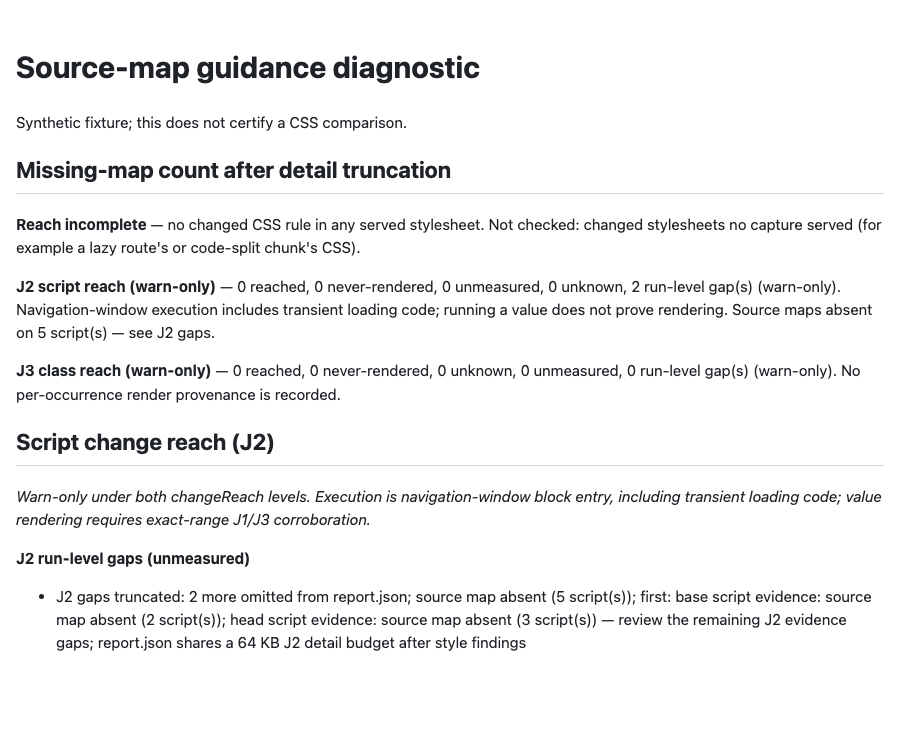 Source-map guidance diagnostic
Synthetic fixture; this does not certify a CSS comparison.
Missing-map count after detail truncation
Reach incomplete — no changed CSS rule in any served stylesheet. Not checked: changed stylesheets no capture served (for
example a lazy route's or code-split chunk's CSS).
J2 script reach (warn-only) — 0 reached, 0 never-rendered, 0 unmeasured, 0 unknown, 2 run-level gap(s) (warn-only).
Navigation-window execution includes transient loading code; running a value does not prove rendering. Source maps absent
on 5 script(s) — see J2 gaps.
J3 class reach (warn-only) — 0 reached, 0 never-rendered, 0 unknown, 0 unmeasured, 0 run-level gap(s) (warn-only). No
per-occurrence render provenance is recorded.
Script change reach (J2)
Warn-only under both changeReach levels. Execution is navigation-window block entry, including transient loading code; value
rendering requires exact-range J1/J3 corroboration.
J2 run-level gaps (unmeasured)
• J2 gaps truncated: 2 more omitted from report.json; source map absent (5 script(s)); first: base script evidence: source
map absent (2 script(s)); head script evidence: source map absent (3 script(s)) — review the remaining J2 evidence
gaps; report.json shares a 64 KB J2 detail budget after style findings